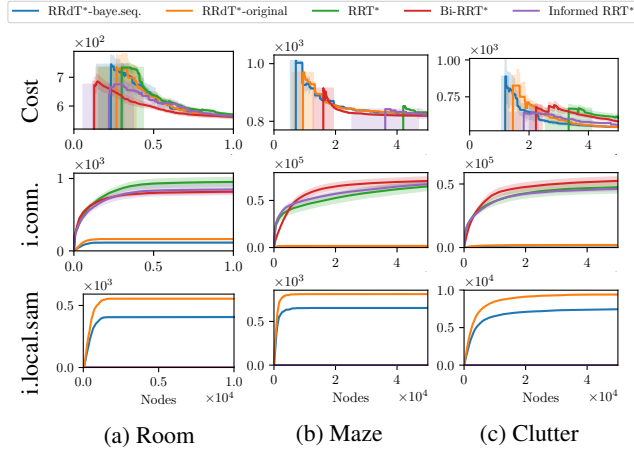 RRdT*-baye.seq. RRdT*-original RRT* Bi-RRT* Informed RRT*
×10² ×10³ ×10³
Cost
700
600
0.0 0.5 1.0
1.0
0.8
0 2 4
1.00
0.75
0 2 4
×10³ ×10⁵ ×10⁵
i.conn.
1
0
0.0 0.5 1.0
0.5
0.0
0 2 4
0.5
0.0
0 2 4
×10³ ×10³ ×10⁴
i.local.sam
0.5
0.0
0.0 0.5 1.0
0.5
0.0
0 2 4
1.0
0.5
0.0
0 2 4
Nodes ×10⁴ Nodes ×10⁴ Nodes ×10⁴
(a) Room (b) Maze (c) Clutter